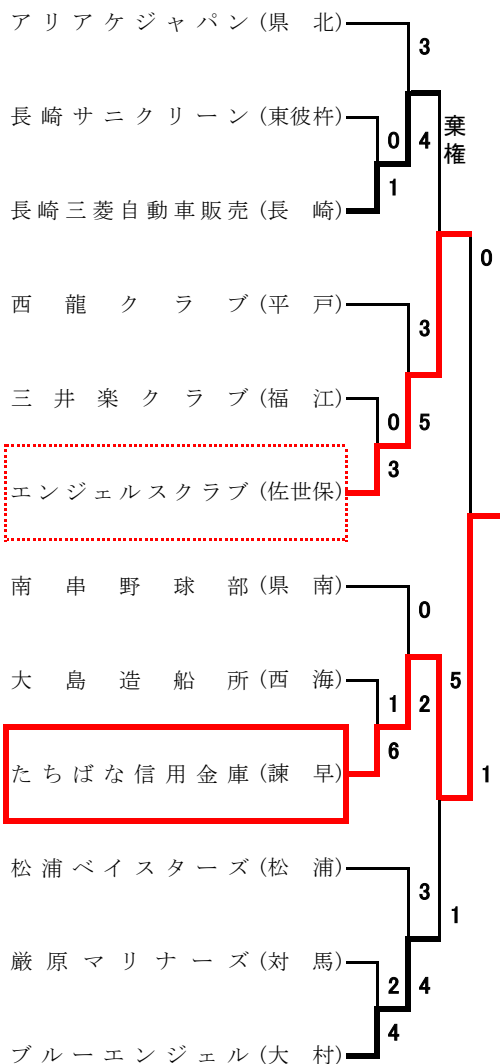 アリアケジャパン(県 北)
3
長崎サニクリーン(東彼杵)
0 4 棄権
1
長崎三菱自動車販売(長 崎)
0
西龍クラブ(平 戸)
3
三井楽クラブ(福 江)
0 5
3
エンジェルスクラブ(佐世保)
南串野球部(県 南)
0
大島造船所(西 海)
1 2 5
6
たちばな信用金庫(諫 早)
1
松浦ベイスターズ(松 浦)
3
1
厳原マリナーズ(対 馬)
2 4
4
ブルーエンジェル(大 村)